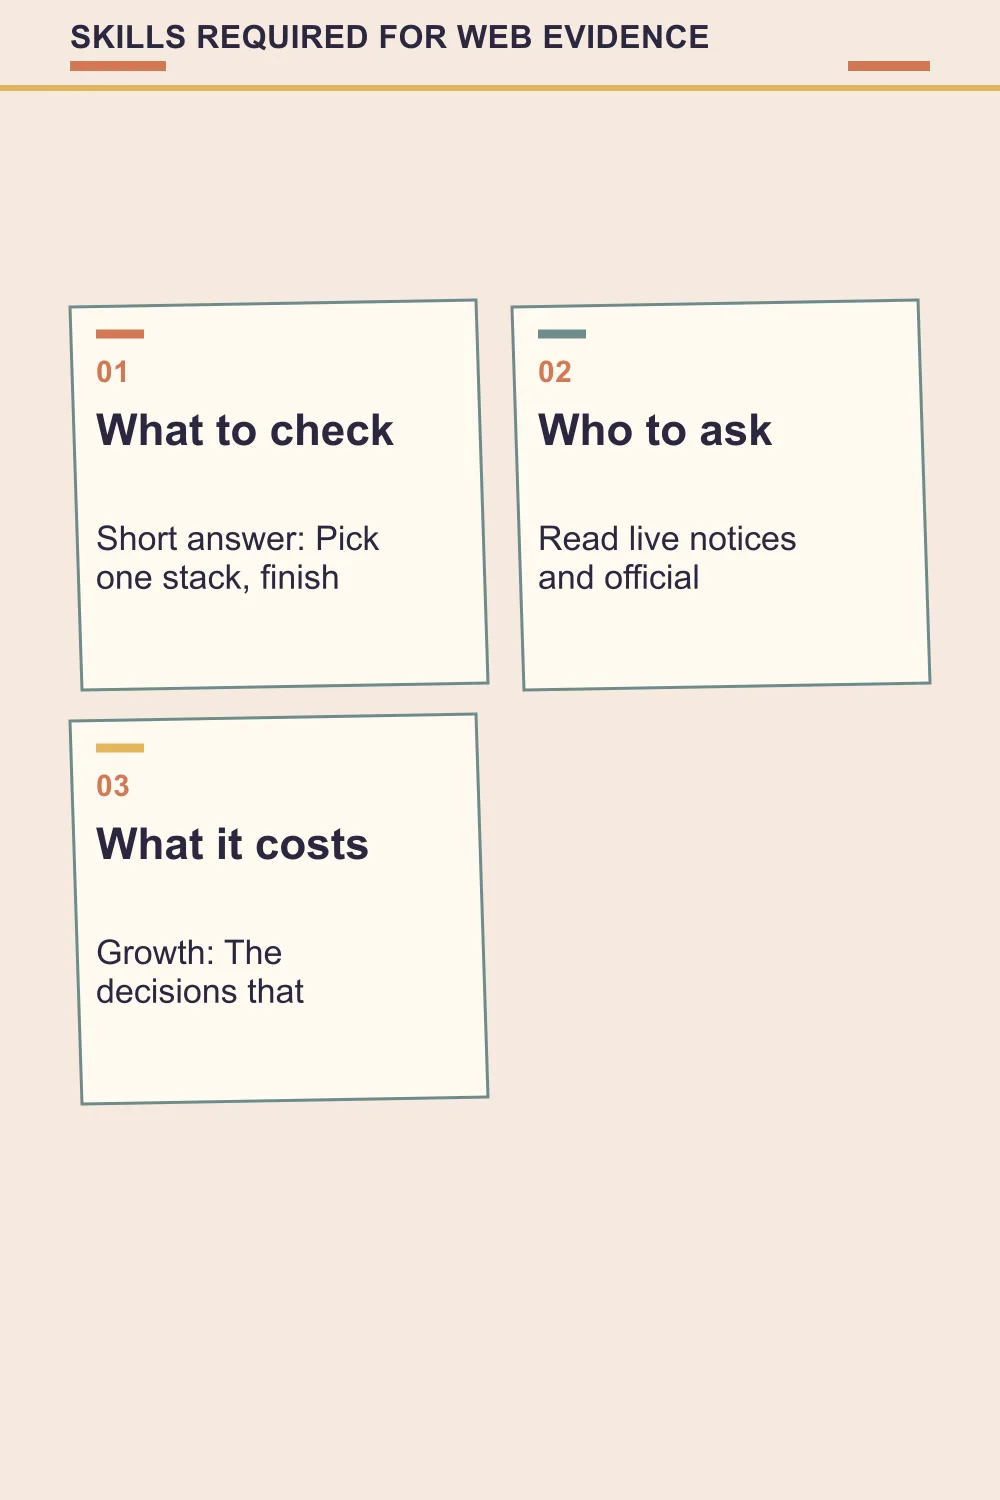 SKILLS REQUIRED FOR WEB EVIDENCE
01
What to check
Short answer: Pick
one stack, finish
02
Who to ask
Read live notices
and official
03
What it costs
Growth: The
decisions that